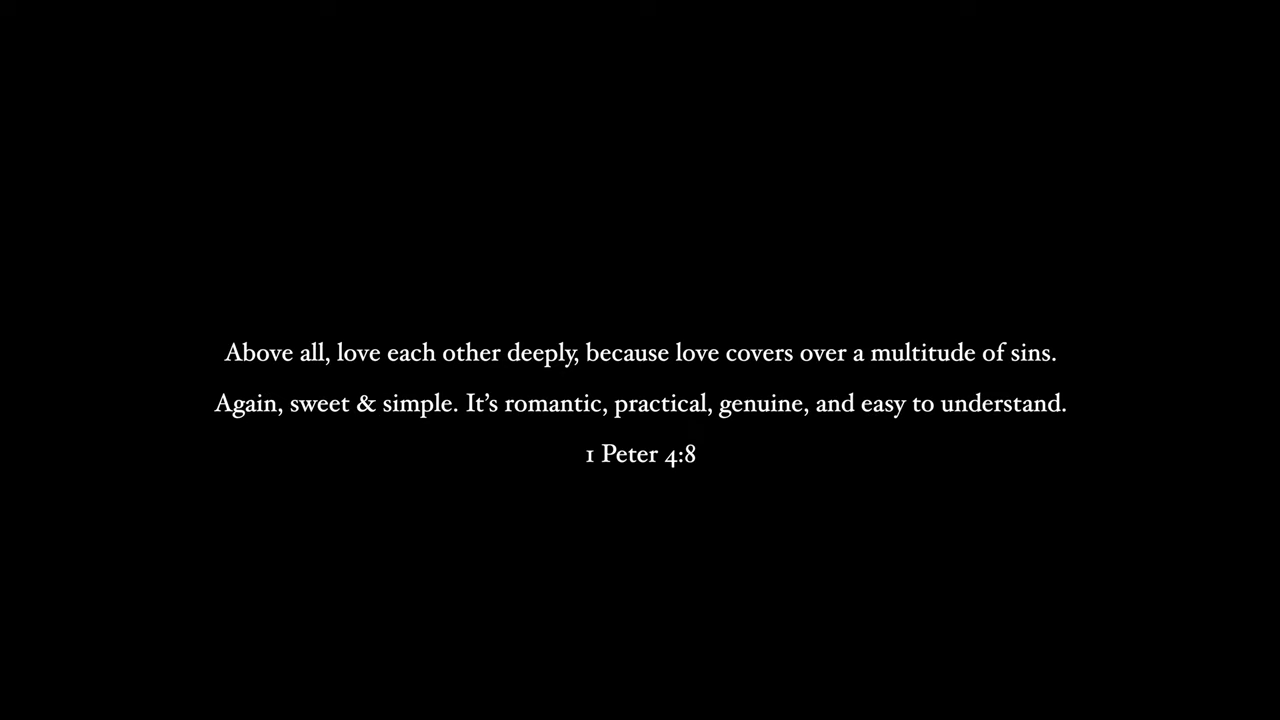 Above all, love each other deeply, because love covers over a multitude of sins.
Again, sweet & simple. It’s romantic, practical, genuine, and easy to understand.
1 Peter 4:8